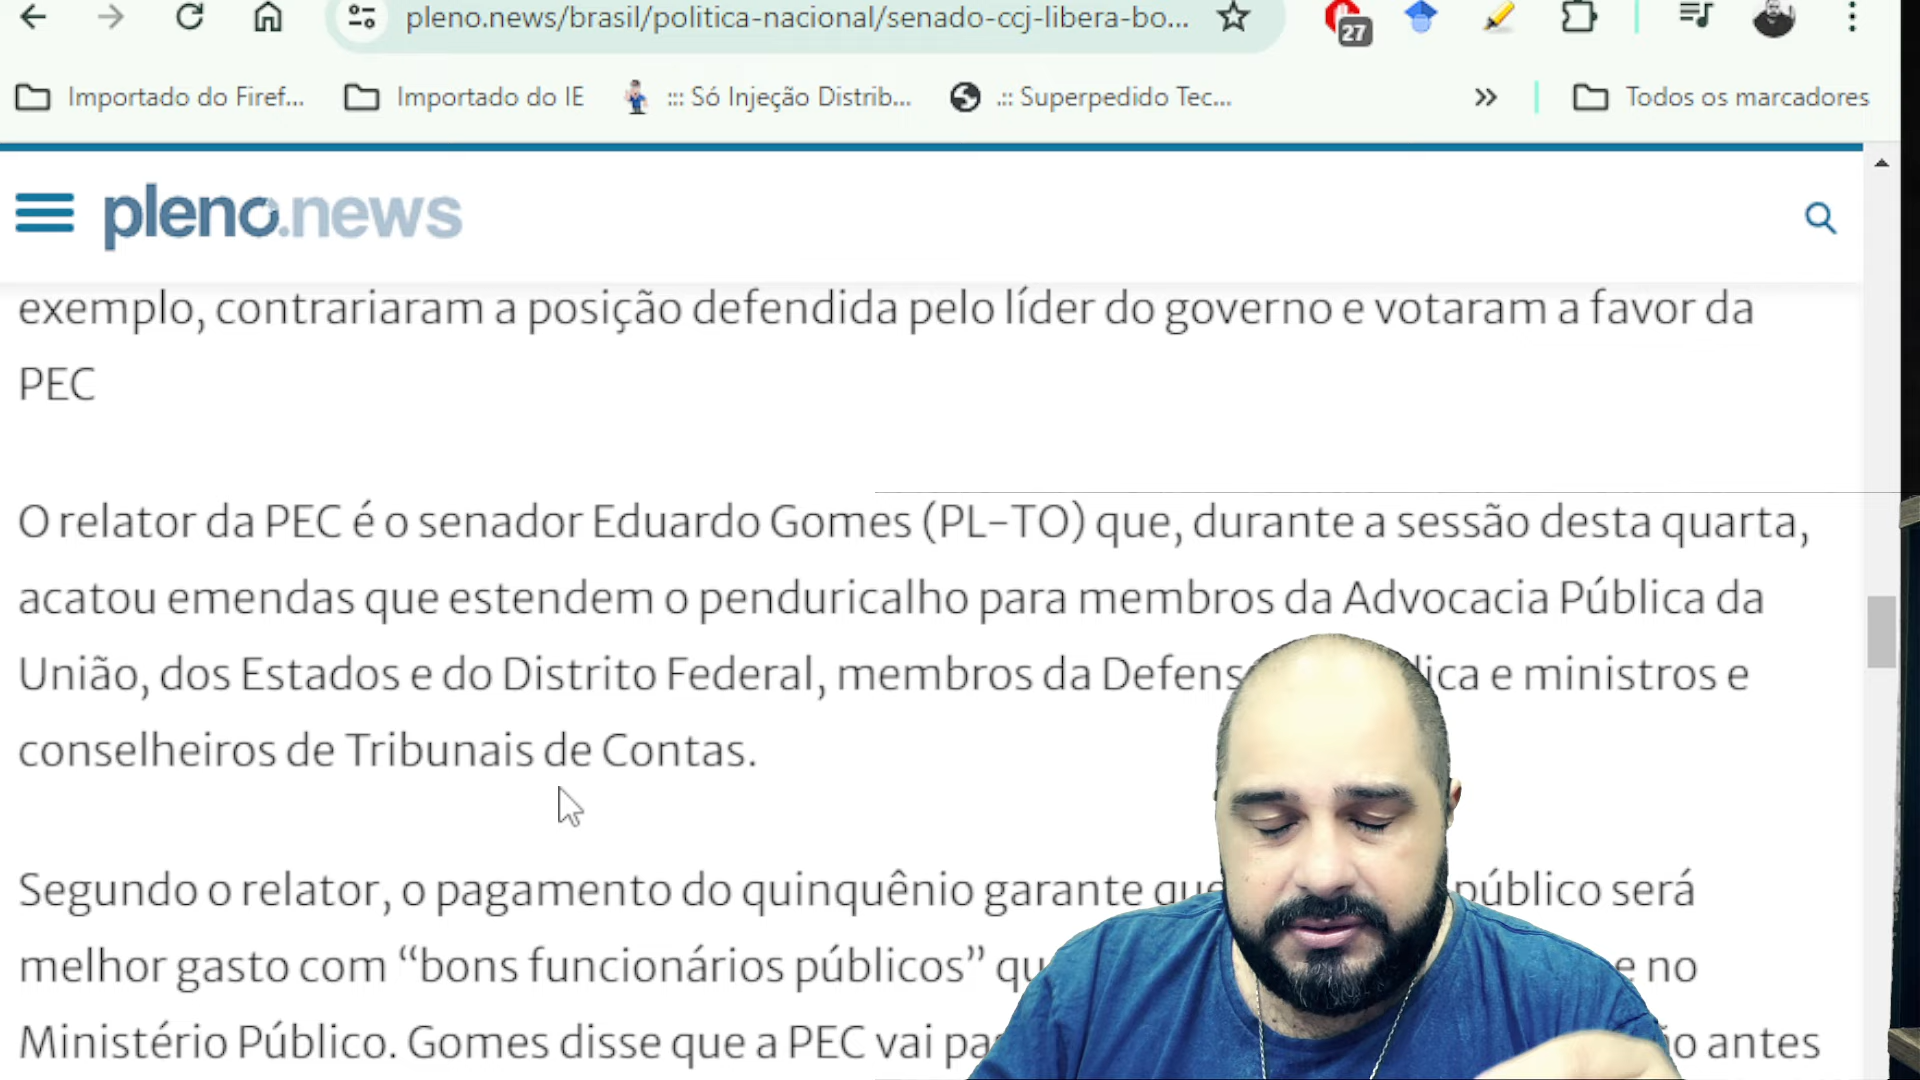 pleno.news/brasil/politica-nacional/senado-ccj-libera-bo...
27
Importado do Firef...
Importado do IE
::: Só Injeção Distrib...
.:: Superpedido Tec...
»
Todos os marcadores
pleno.news
exemplo, contrariaram a posição defendida pelo líder do governo e votaram a favor da
PEC
O relator da PEC é o senador Eduardo Gomes (PL-TO) que, durante a sessão desta quarta,
acatou emendas que estendem o penduricalho para membros da Advocacia Pública da
União, dos Estados e do Distrito Federal, membros da Defens ica e ministros e
conselheiros de Tribunais de Contas.
Segundo o relator, o pagamento do quinquênio garante que público será
melhor gasto com “bons funcionários públicos” qu e no
Ministério Público. Gomes disse que a PEC vai pa antes